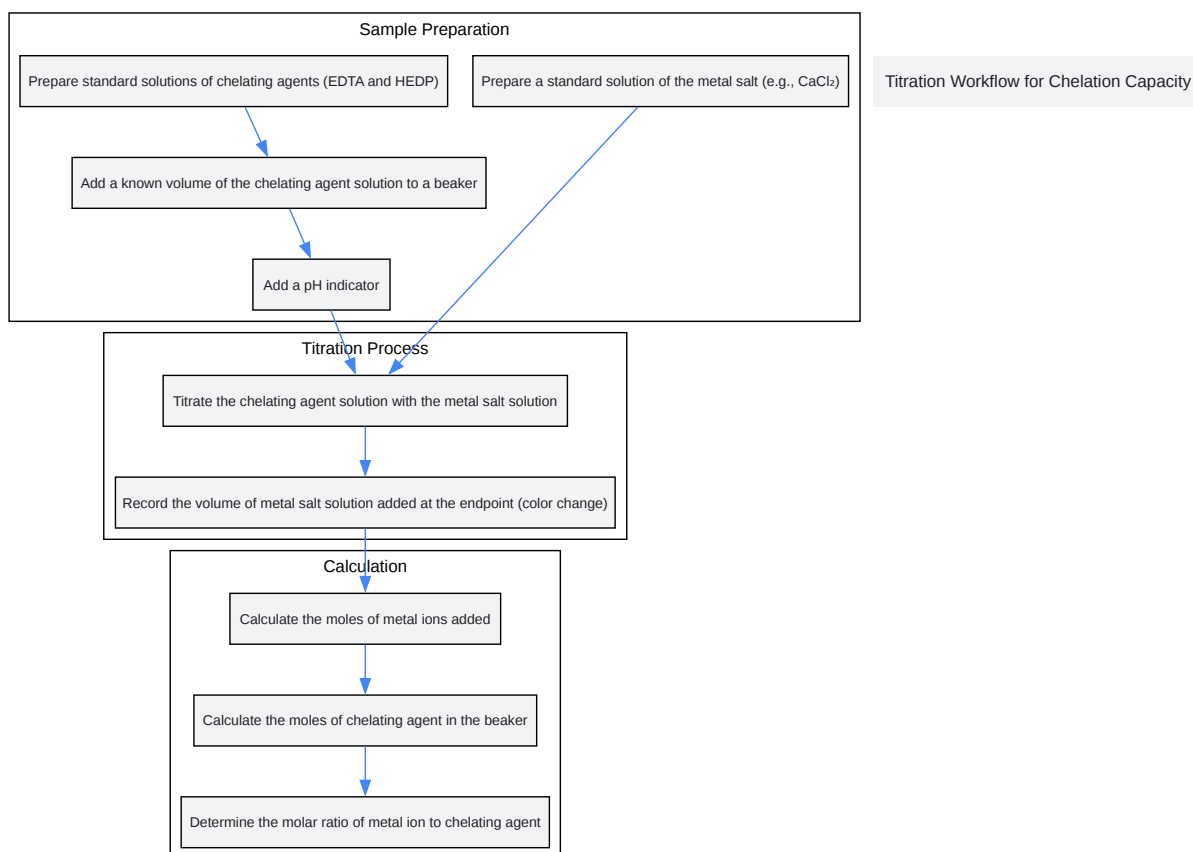 Sample Preparation
Prepare standard solutions of chelating agents (EDTA and HEDP)
Prepare a standard solution of the metal salt (e.g., CaCl₂)
Titration Workflow for Chelation Capacity
Add a known volume of the chelating agent solution to a beaker
Add a pH indicator
Titration Process
Titrate the chelating agent solution with the metal salt solution
Record the volume of metal salt solution added at the endpoint (color change)
Calculation
Calculate the moles of metal ions added
Calculate the moles of chelating agent in the beaker
Determine the molar ratio of metal ion to chelating agent